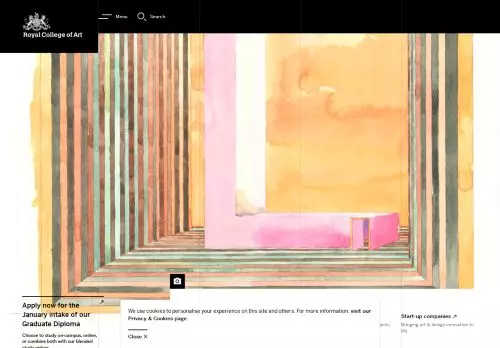 Royal College of Art
Menu
Search
Apply now for the
January intake of our
Graduate Diploma
Choose to study on-campus, online,
or combine both with our blended
We use cookies to personalise your experience on this site and others. For more information, visit our
Privacy & Cookies page.
Close ×
Start-up companies ↗
Bringing art & design innovation to
life